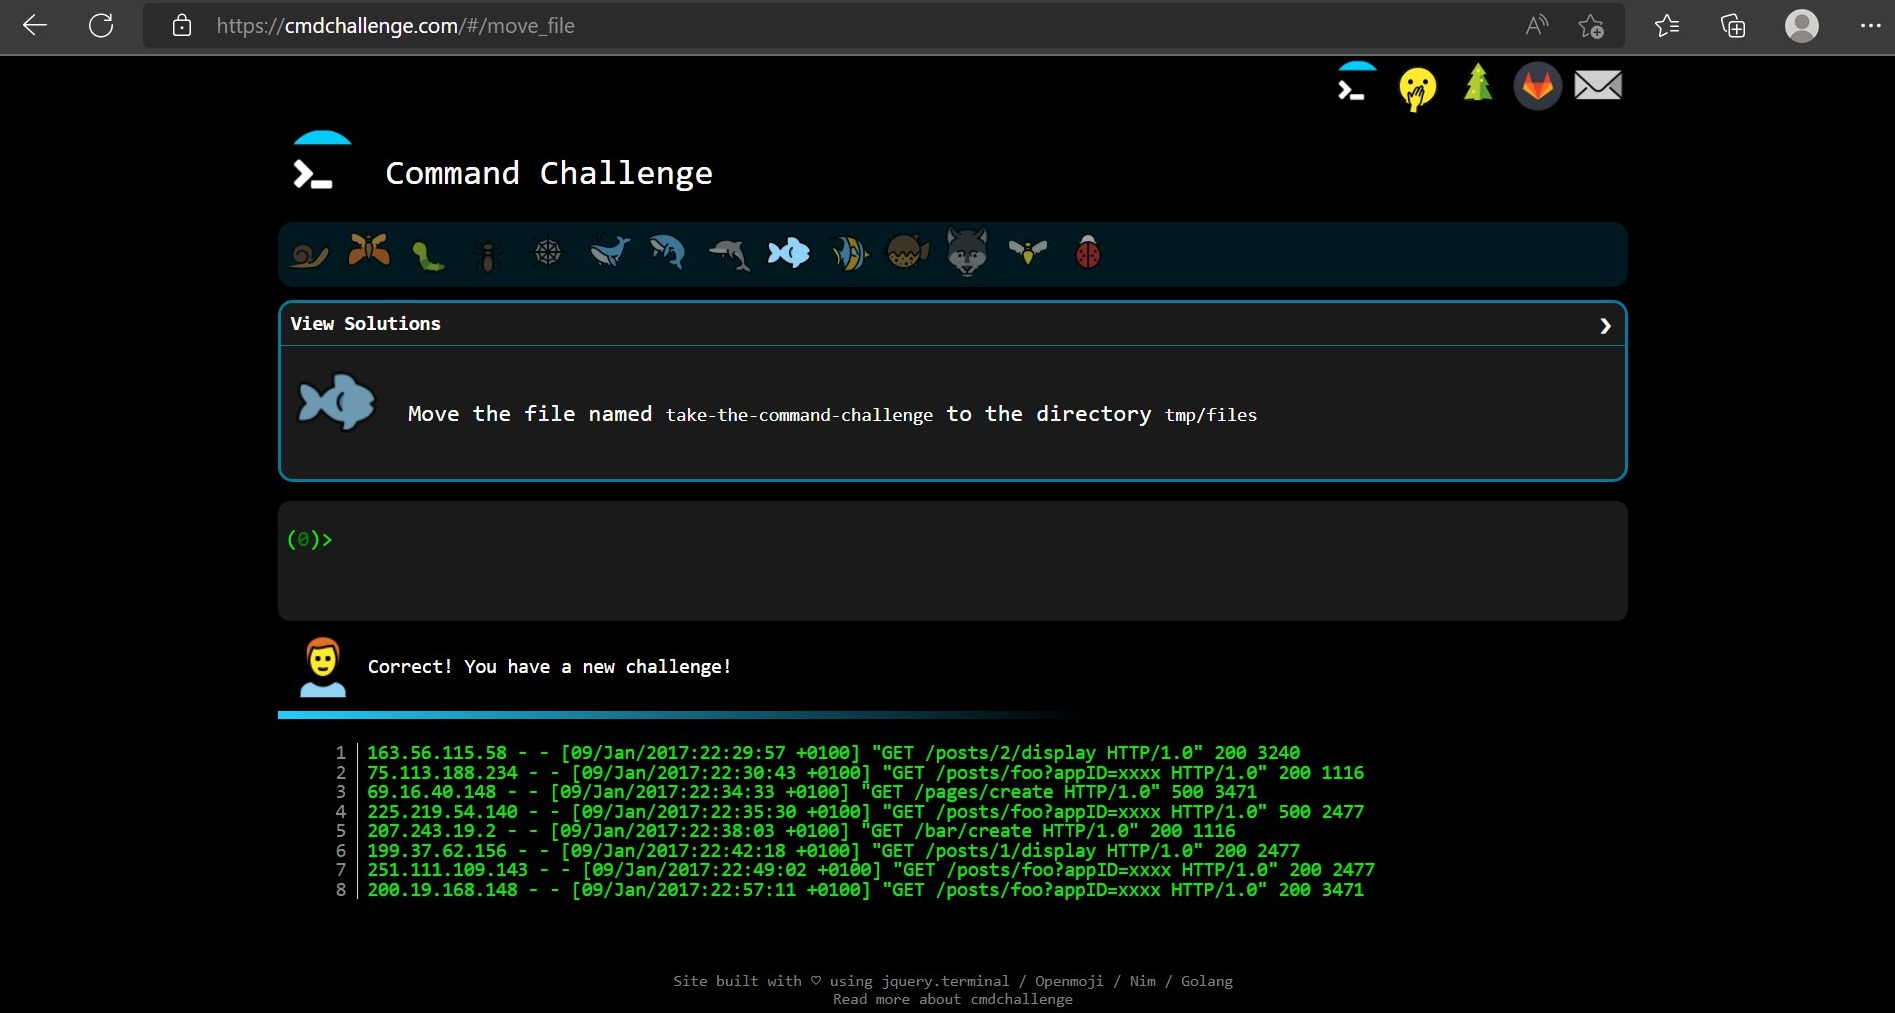 https://cmdchallenge.com/#/move_file
Command Challenge
View Solutions
Move the file named take-the-command-challenge to the directory tmp/files
(0)>
Correct! You have a new challenge!
1 163.56.115.58 - - [09/Jan/2017:22:29:57 +0100] "GET /posts/2/display HTTP/1.0" 200 3240
2 75.113.188.234 - - [09/Jan/2017:22:30:43 +0100] "GET /posts/foo?appID=xxxx HTTP/1.0" 200 1116
3 69.16.40.148 - - [09/Jan/2017:22:34:33 +0100] "GET /pages/create HTTP/1.0" 500 3471
4 225.219.54.140 - - [09/Jan/2017:22:35:30 +0100] "GET /posts/foo?appID=xxxx HTTP/1.0" 500 2477
5 207.243.19.2 - - [09/Jan/2017:22:38:03 +0100] "GET /bar/create HTTP/1.0" 200 1116
6 199.37.62.156 - - [09/Jan/2017:22:42:18 +0100] "GET /posts/1/display HTTP/1.0" 200 2477
7 251.111.109.143 - - [09/Jan/2017:22:49:02 +0100] "GET /posts/foo?appID=xxxx HTTP/1.0" 200 2477
8 200.19.168.148 - - [09/Jan/2017:22:57:11 +0100] "GET /posts/foo?appID=xxxx HTTP/1.0" 200 3471
Site built with ♡ using jquery.terminal / Openmoji / Nim / Golang
Read more about cmdchallenge